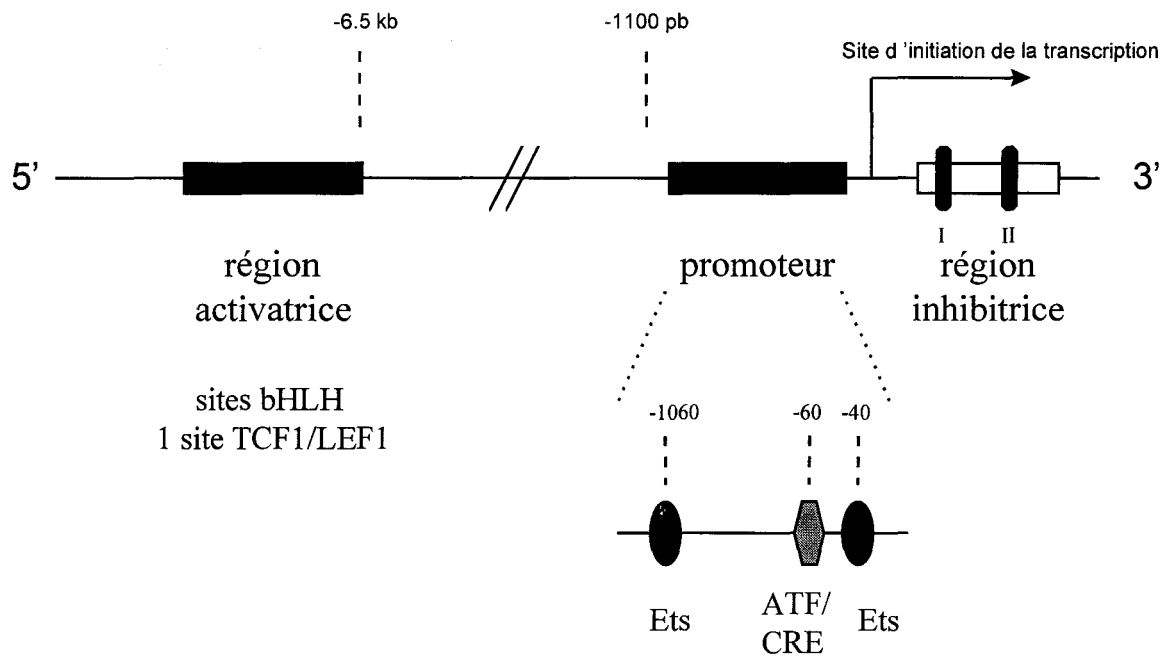 -6.5 kb
-1100 pb
Site d 'initiation de la transcription
5'
3'
I
II
région
activatrice
promoteur
région
inhibitrice
sites bHLH
1 site TCF1/LEF1
-1060
-60
-40
Ets
ATF/
CRE
Ets